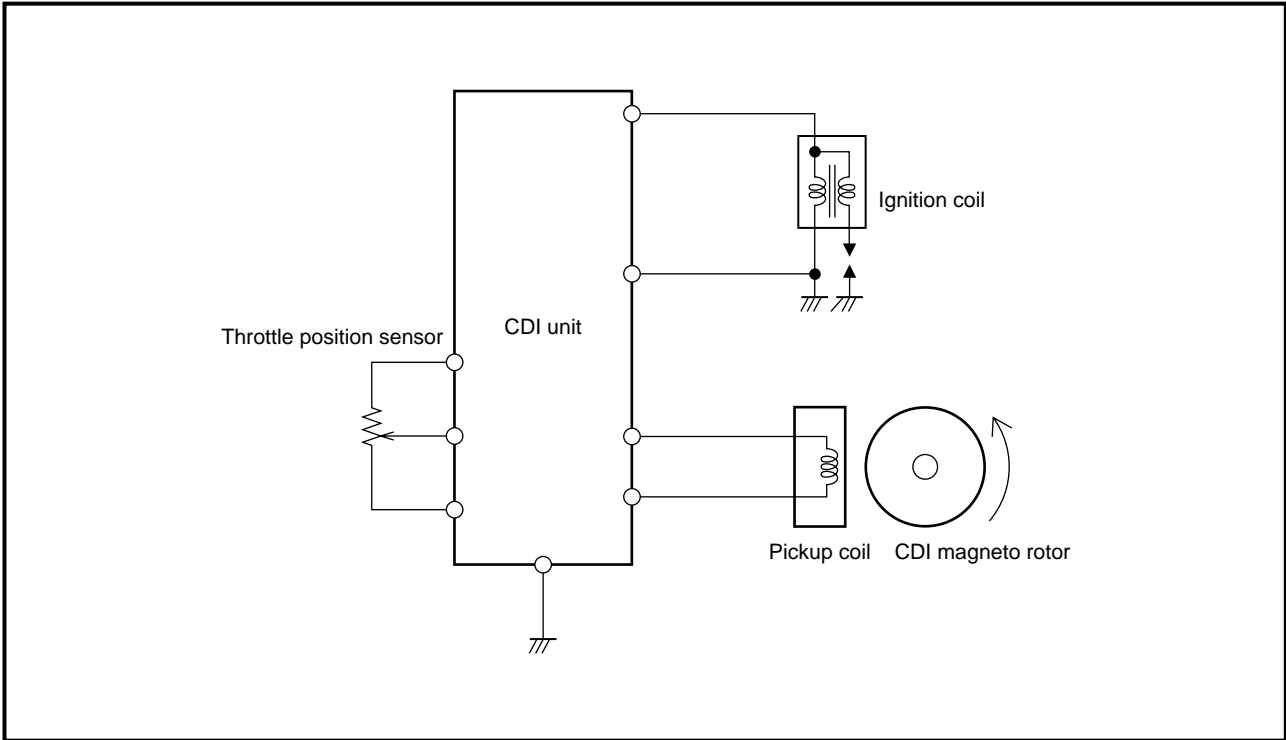 Ignition coil
CDI unit
Throttle position sensor
Pickup coil
CDI magneto rotor